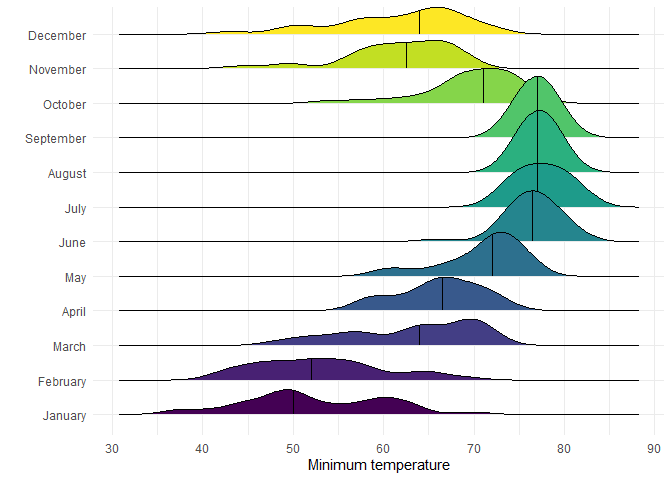 December
November
October
September
August
July
June
May
April
March
February
January
30 40 50 60 70 80 90
Minimum temperature